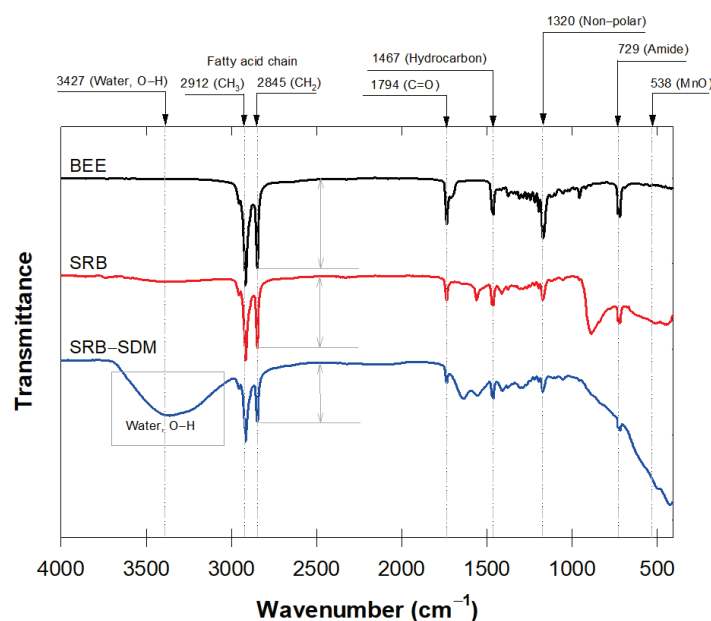 1320 (Non–polar)
Fatty acid chain
1467 (Hydrocarbon)
729 (Amide)
3427 (Water, O–H)
2912 (CH₃)
2845 (CH₂)
1794 (C=O)
538 (MnO)
BEE
SRB
SRB–SDM
Water, O–H
Transmittance
4000 3500 3000 2500 2000 1500 1000 500
Wavenumber (cm⁻¹)